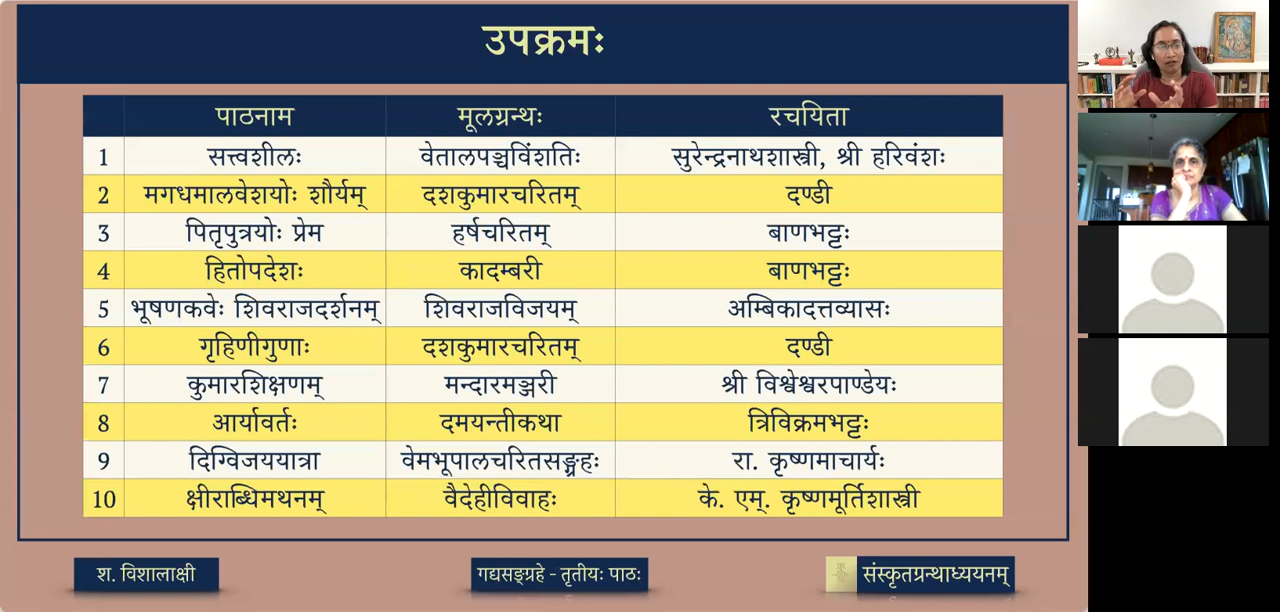 उपक्रमः
पाठनाम मूलग्रन्थः रचयिता
1 सत्त्वशीलः वेतालपञ्चविंशतिः सुरेन्द्रनाथशास्त्री, श्री हरिवंशः
2 मगधमालवेशयोः शौर्यम् दशकुमारचरितम् दण्डी
3 पितृपुत्रयोः प्रेम हर्षचरितम् बाणभट्टः
4 हितोपदेशः कादम्बरी बाणभट्टः
5 भूषणकवेः शिवराजदर्शनम् शिवराजविजयम् अम्बिकादत्तव्यासः
6 गृहिणीगुणाः दशकुमारचरितम् दण्डी
7 कुमारशिक्षणम् मन्दारमञ्जरी श्री विश्वेश्वरपाण्डेयः
8 आर्यावर्तः दमयन्तीकथा त्रिविक्रमभट्टः
9 दिग्विजययात्रा वेमभूपालचरितसङ्ग्रहः रा. कृष्णमाचार्यः
10 क्षीराब्धिमथनम् वैदेहीविवाहः के. एम्. कृष्णमूर्तिशास्त्री
श. विशालाक्षी गद्यसङ्ग्रहे - तृतीयः पाठः संस्कृतग्रन्थाध्ययनम्